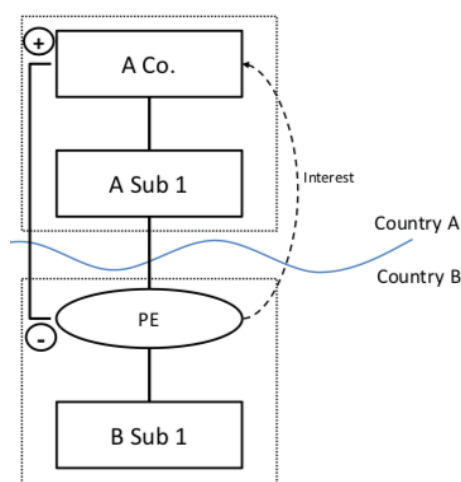 +
A Co.
A Sub 1
Interest
Country A
Country B
PE
-
B Sub 1